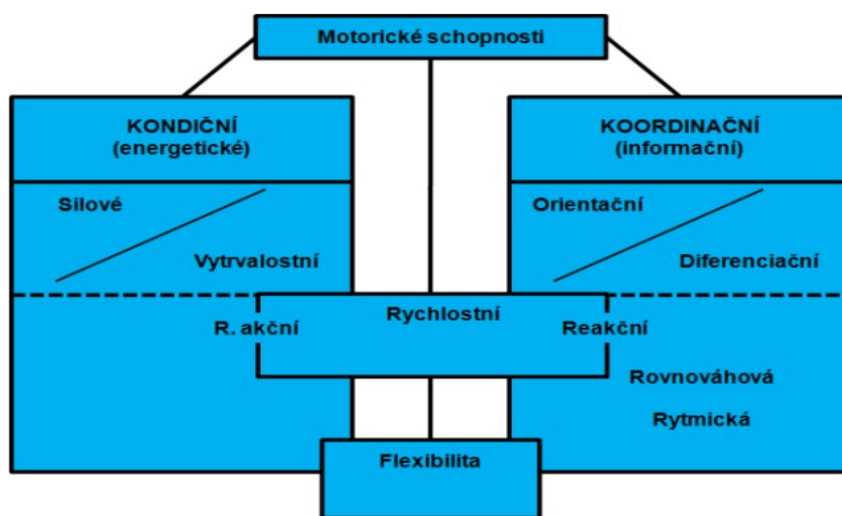 Motorické schopnosti
KONDIČNÍ
(energetické)
KOORDINAČNÍ
(informační)
Silové
Vytrvalostní
Orientační
Diferenciační
Rychlostní
R. akční
Reakční
Rovnováhová
Rytmická
Flexibilita